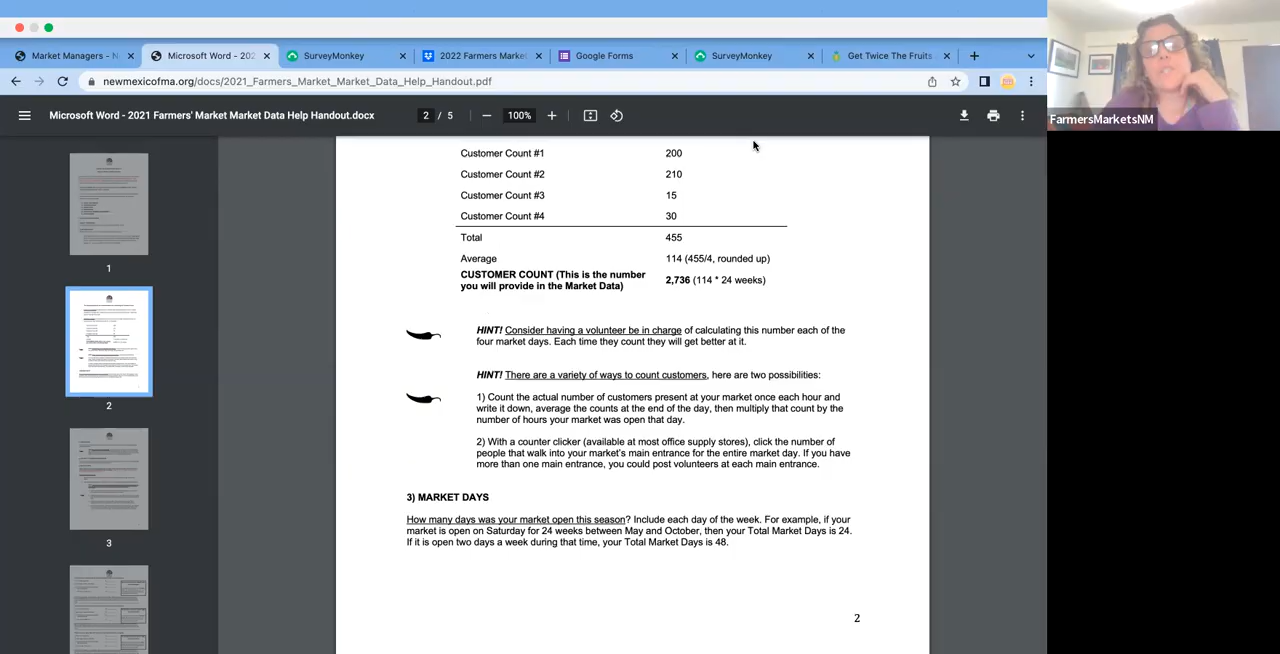 Market Managers - N
Microsoft Word - 202
SurveyMonkey
2022 Farmers Market
Google Forms
SurveyMonkey
Get Twice The Fruits
newmexicofma.org/docs/2021_Farmers_Market_Market_Data_Help_Handout.pdf
FarmersMarketsNM
Microsoft Word - 2021 Farmers' Market Market Data Help Handout.docx
2 / 5
100%
1
2
3
Customer Count #1 200
Customer Count #2 210
Customer Count #3 15
Customer Count #4 30
Total 455
Average 114 (455/4, rounded up)
CUSTOMER COUNT (This is the number
you will provide in the Market Data) 2,736 (114 * 24 weeks)
HINT! Consider having a volunteer be in charge of calculating this number each of the
four market days. Each time they count they will get better at it.
HINT! There are a variety of ways to count customers, here are two possibilities:
1) Count the actual number of customers present at your market once each hour and
write it down, average the counts at the end of the day, then multiply that count by the
number of hours your market was open that day.
2) With a counter clicker (available at most office supply stores), click the number of
people that walk into your market's main entrance for the entire market day. If you have
more than one main entrance, you could post volunteers at each main entrance.
3) MARKET DAYS
How many days was your market open this season? Include each day of the week. For example, if your
market is open on Saturday for 24 weeks between May and October, then your Total Market Days is 24.
If it is open two days a week during that time, your Total Market Days is 48.
2